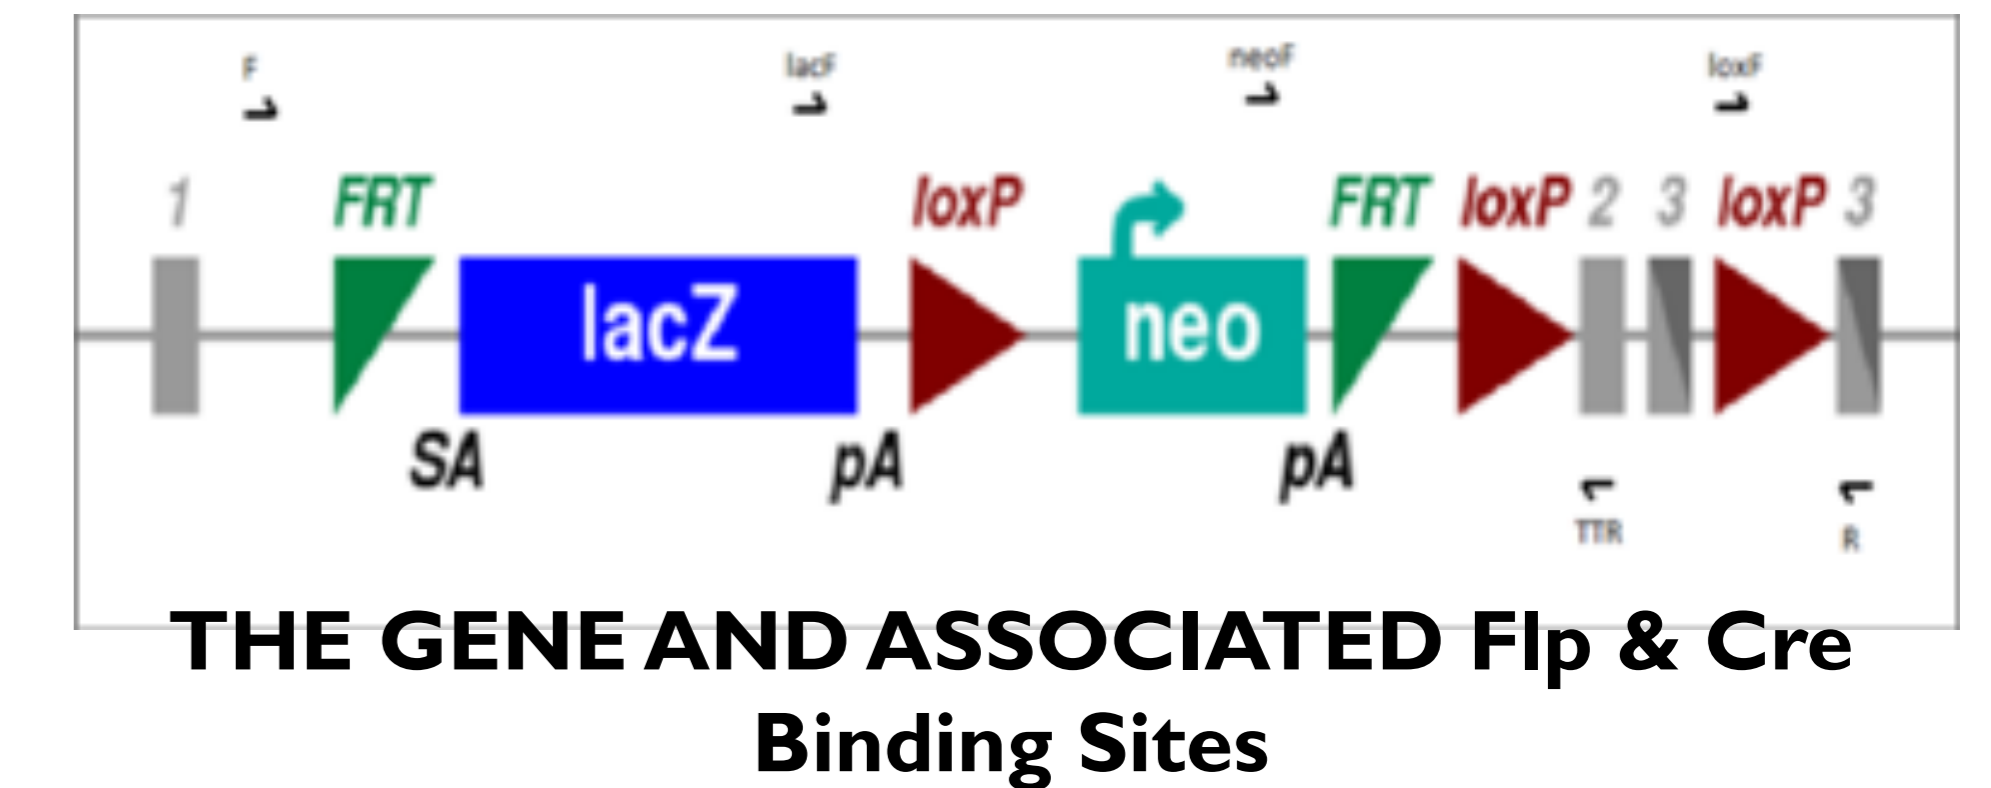 F lacF neoF loxF
1 FRT loxP FRT loxP 2 3 loxP 3
lacZ neo
SA pA pA
TTR R
THE GENE AND ASSOCIATED Flp & Cre
Binding Sites